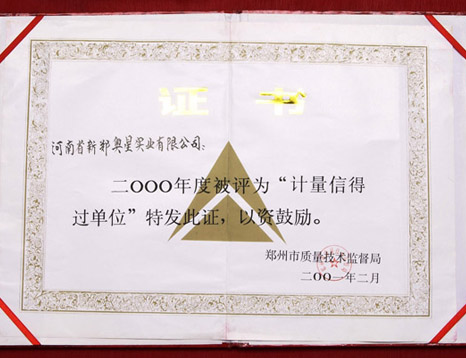 证书
河南省新郑奥星实业有限公司：
二OOO年度被评为“计量信得
过单位”特发此证，以资鼓励。
郑州市质量技术监督局
二OO一年二月